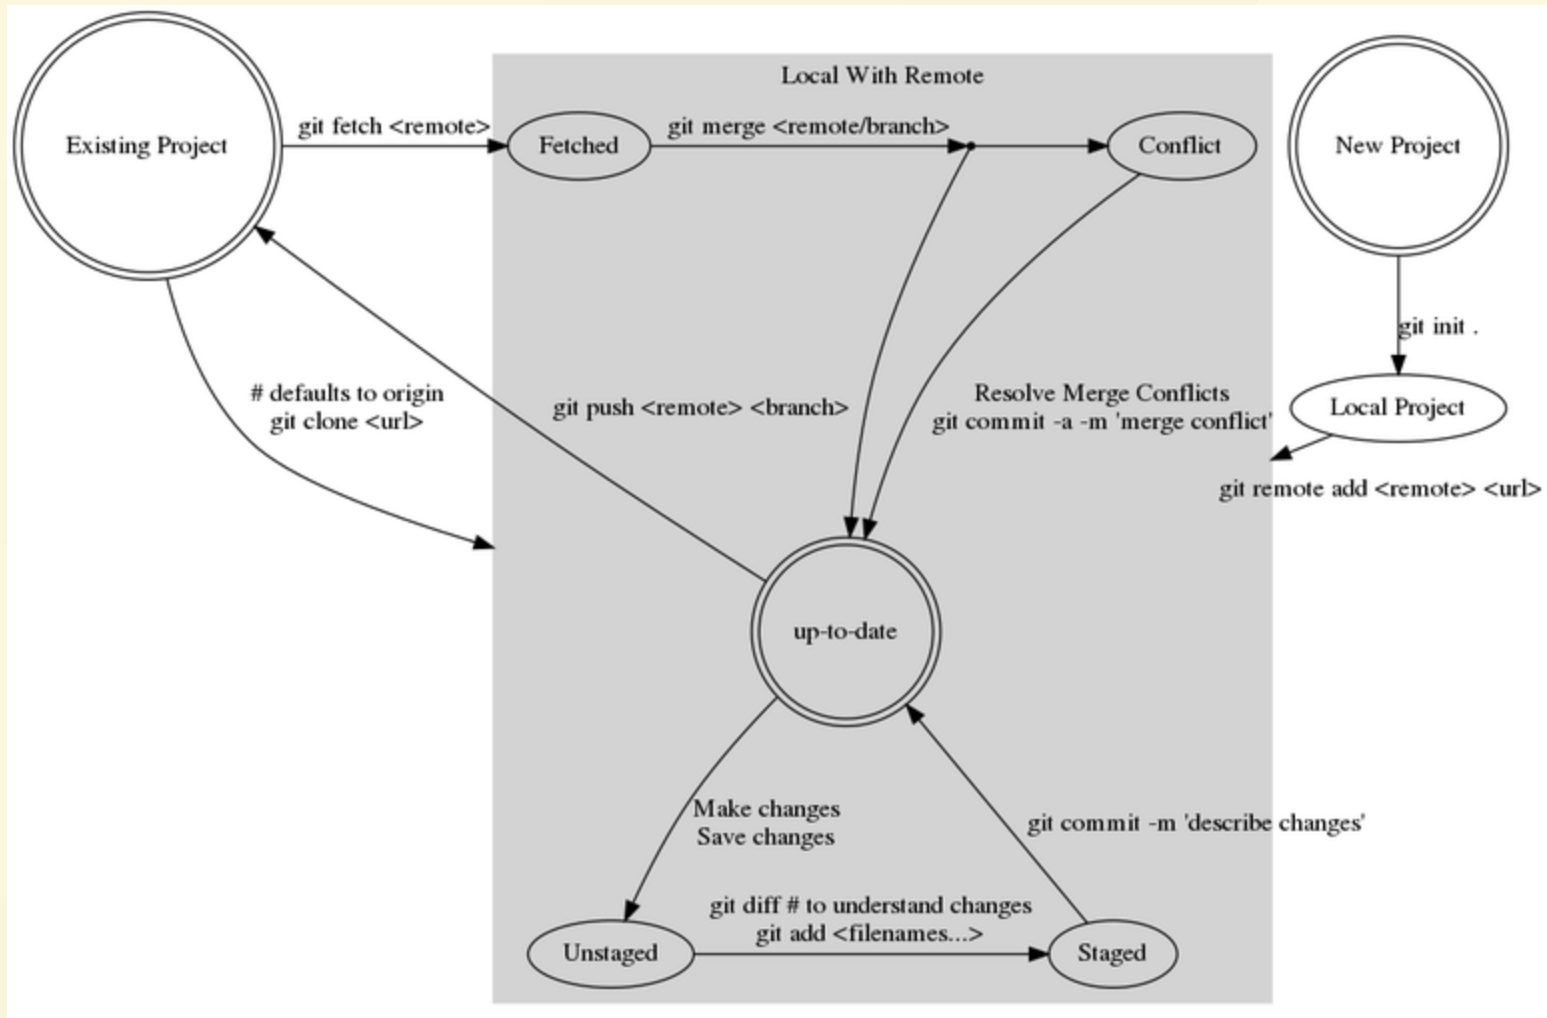 Local With Remote
Existing Project
git fetch <remote>
Fetched
git merge <remote/branch>
Conflict
New Project
git init .
# defaults to origin
git clone <url>
git push <remote> <branch>
Resolve Merge Conflicts
git commit -a -m 'merge conflict'
Local Project
git remote add <remote> <url>
up-to-date
Make changes
Save changes
git commit -m 'describe changes'
git diff # to understand changes
git add <filenames...>
Unstaged
Staged